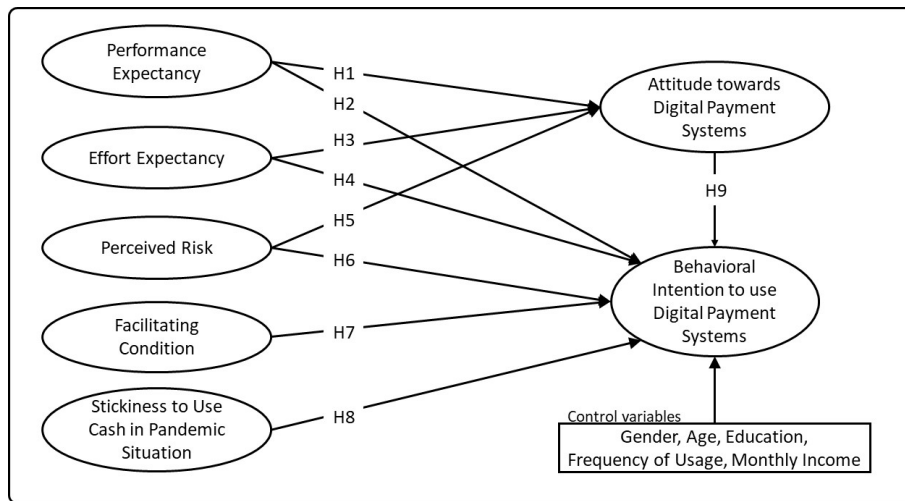 Performance
Expectancy
Effort Expectancy
Perceived Risk
Facilitating
Condition
Stickiness to Use
Cash in Pandemic
Situation
H1
H2
H3
H4
H5
H6
H7
H8
Attitude towards
Digital Payment
Systems
H9
Behavioral
Intention to use
Digital Payment
Systems
Control variables
Gender, Age, Education,
Frequency of Usage, Monthly Income